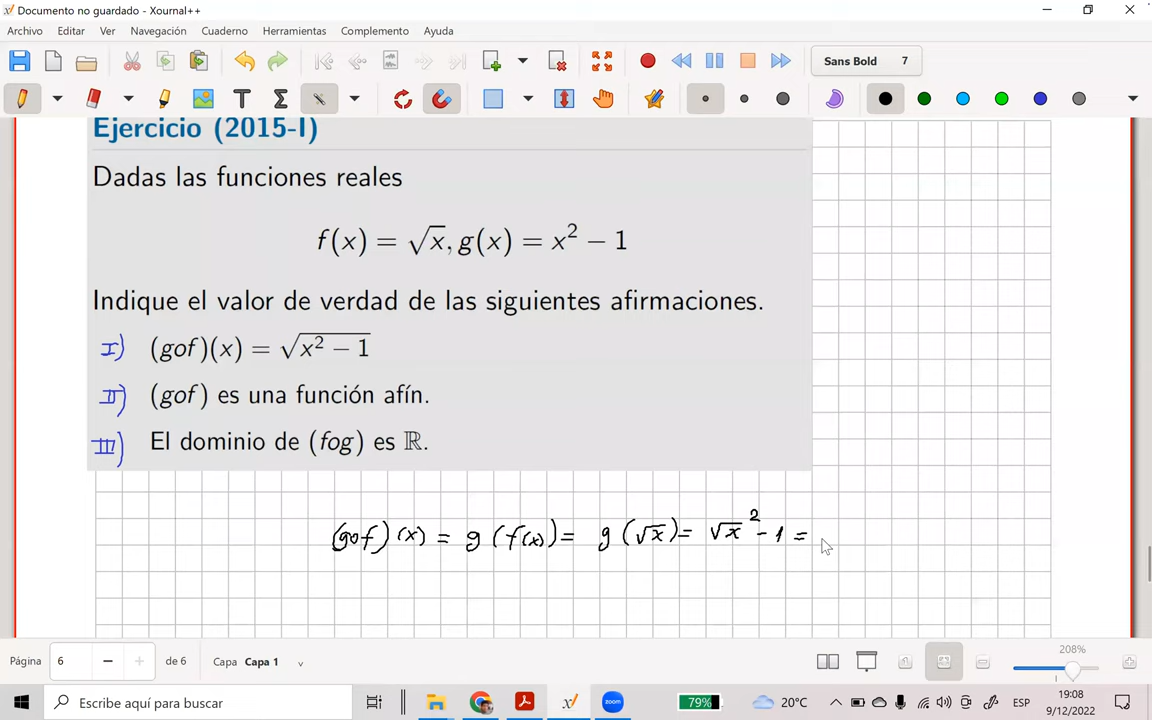 Documento no guardado - Xournal++
Archivo Editar Ver Navegación Cuaderno Herramientas Complemento Ayuda
Sans Bold 7
Ejercicio (2015-I)
Dadas las funciones reales
f(x) = √x, g(x) = x² − 1
Indique el valor de verdad de las siguientes afirmaciones.
I) (gof)(x) = √(x² − 1)
II) (gof) es una función afín.
III) El dominio de (fog) es ℝ.
(gof)(x) = g(f(x)) = g(√x) = √x² - 1 =
Página 6 de 6 Capa Capa 1 208%
Escribe aquí para buscar zoom 79% 20°C ESP 19:08
9/12/2022